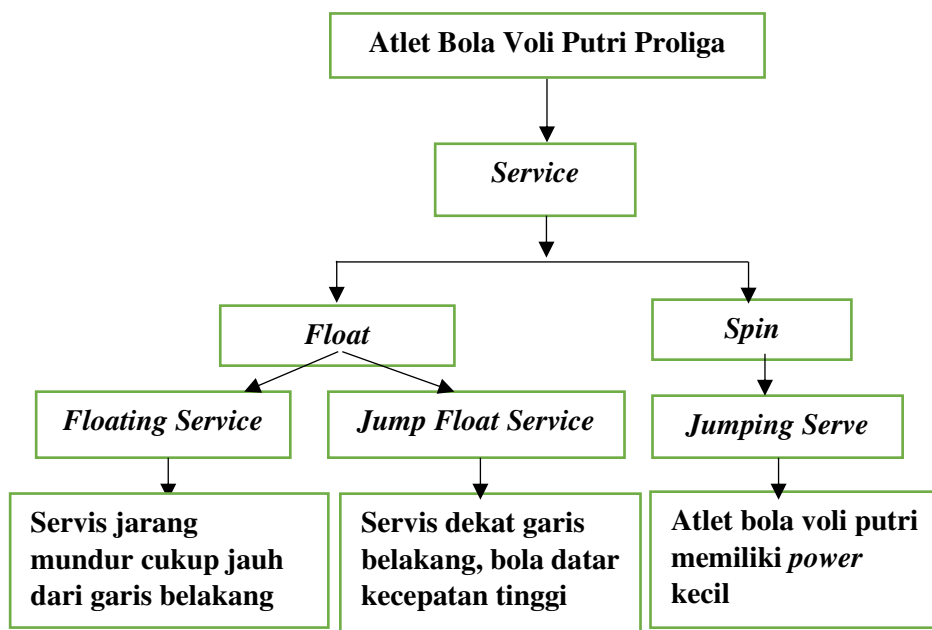 Atlet Bola Voli Putri Proliga
Service
Float
Spin
Floating Service
Jump Float Service
Jumping Serve
Servis jarang
mundur cukup jauh
dari garis belakang
Servis dekat garis
belakang, bola datar
kecepatan tinggi
Atlet bola voli putri
memiliki power
kecil